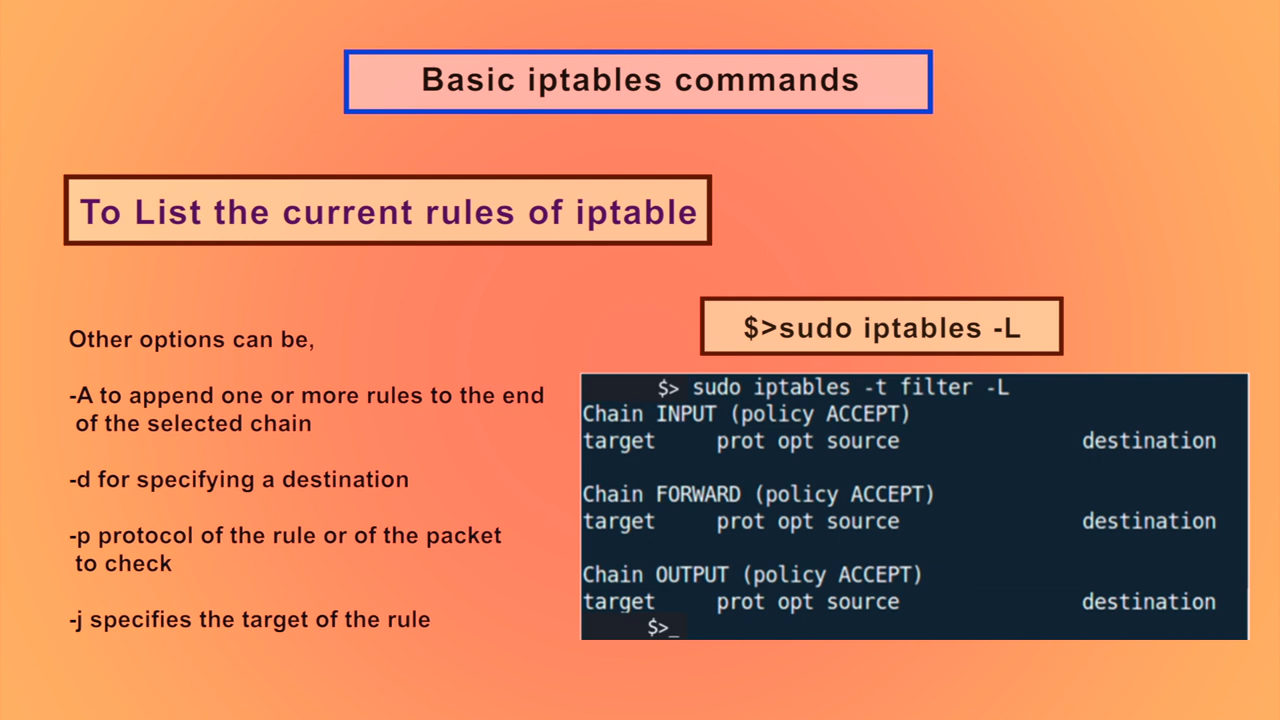 Basic iptables commands
To List the current rules of iptable
Other options can be,
-A to append one or more rules to the end
of the selected chain
-d for specifying a destination
-p protocol of the rule or of the packet
to check
-j specifies the target of the rule
$>sudo iptables -L
$> sudo iptables -t filter -L
Chain INPUT (policy ACCEPT)
target prot opt source destination
Chain FORWARD (policy ACCEPT)
target prot opt source destination
Chain OUTPUT (policy ACCEPT)
target prot opt source destination
$>_